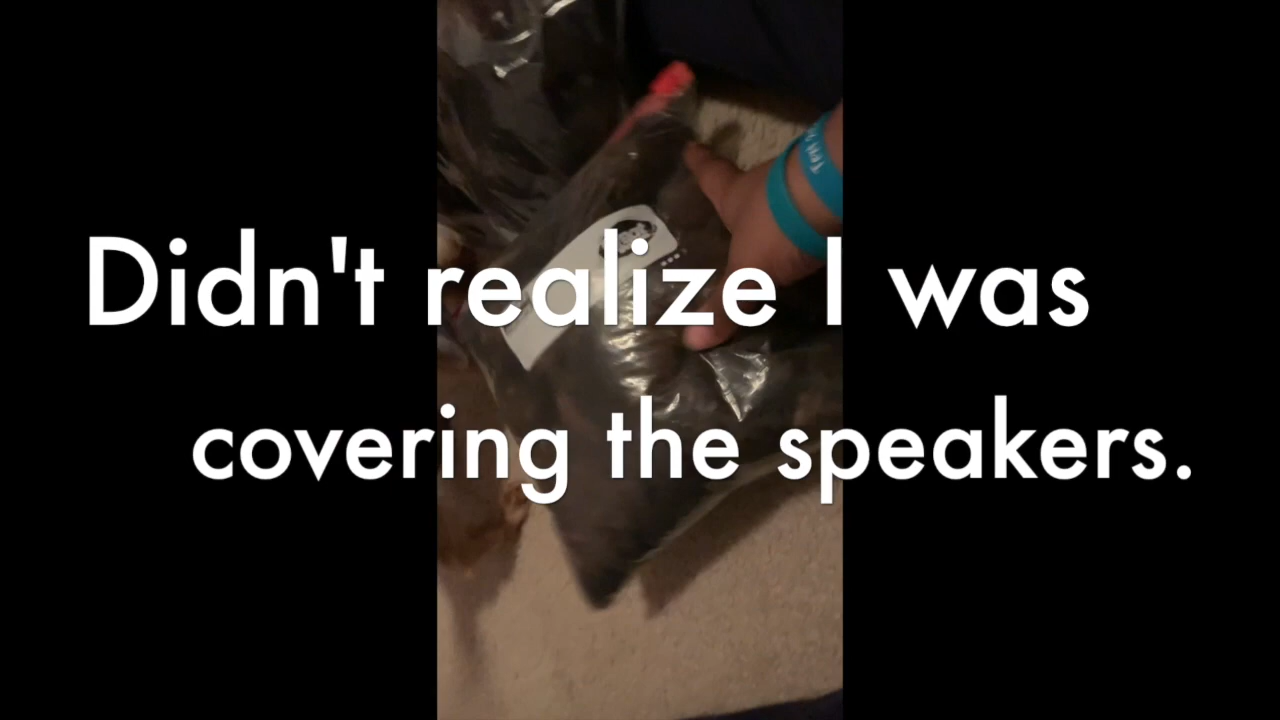 Didn't realize I was
covering the speakers.